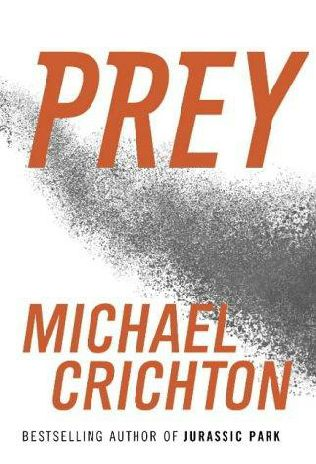 PREY
MICHAEL
CRICHTON
BESTSELLING AUTHOR OF JURASSIC PARK